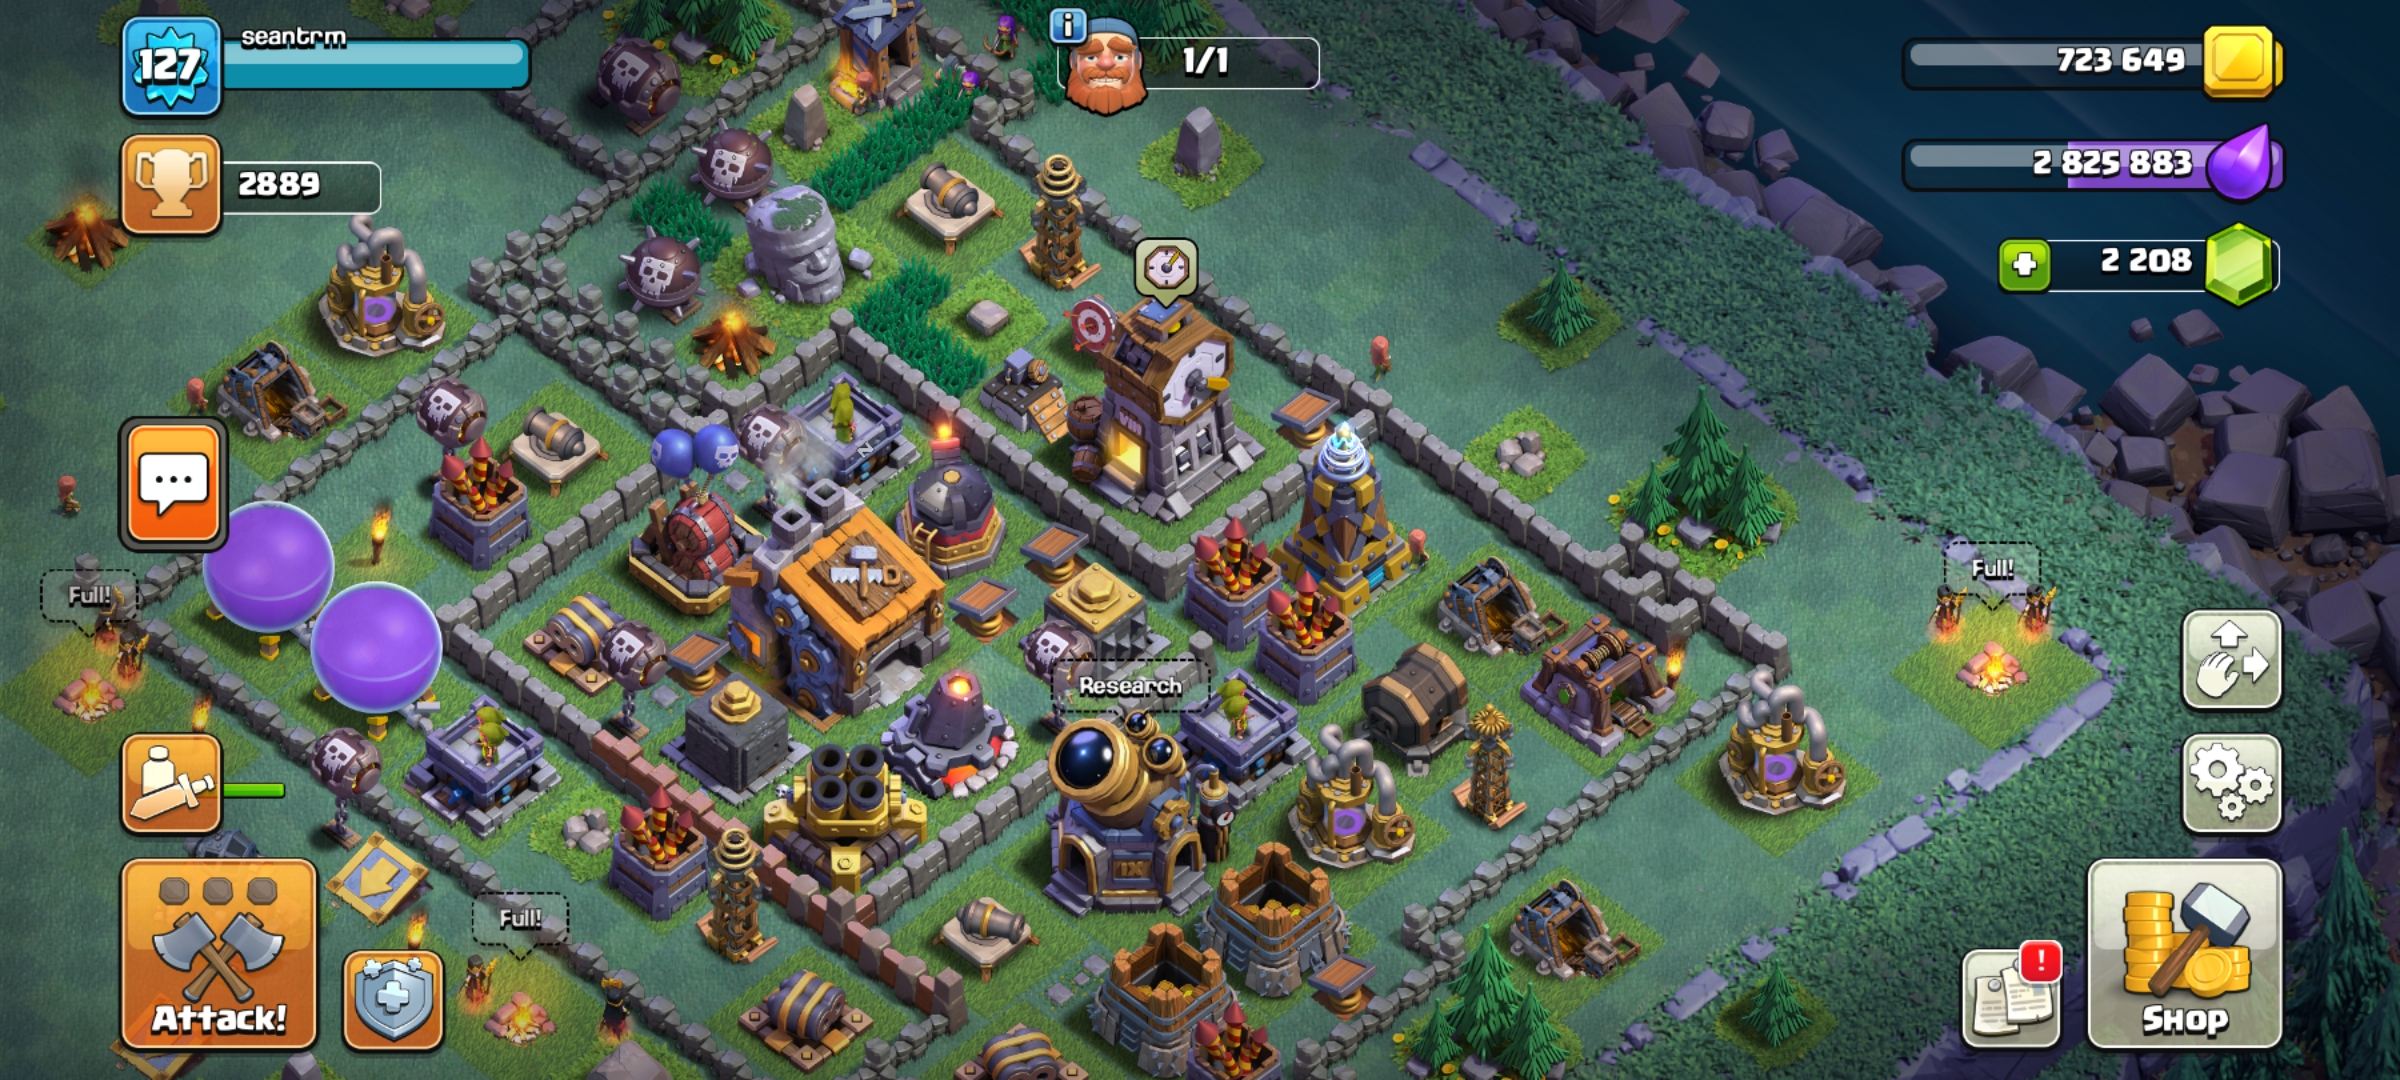 127
seantrm
i
1/1
723 649
2889
2 825 883
2 208
Full!
Full!
Research
Full!
Attack!
!
Shop